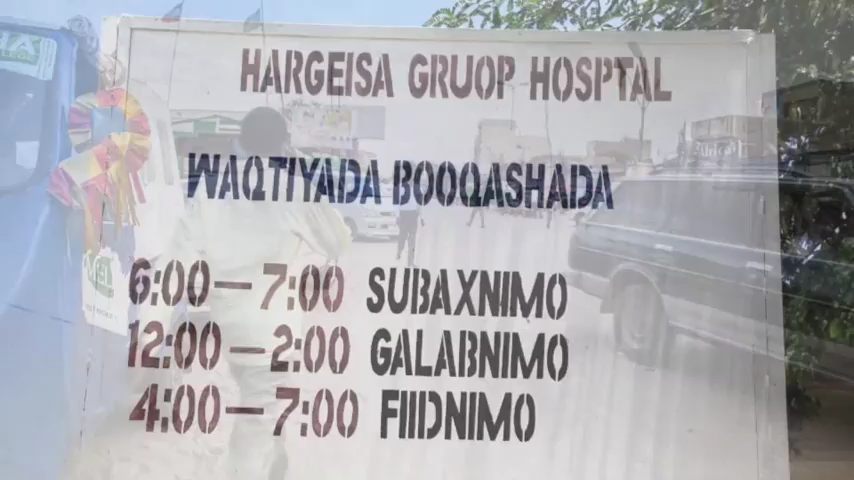 HARGEISA GRUOP HOSPTAL
WAQTIYADA BOOQASHADA
6:00—7:00 SUBAXNIMO
12:00—2:00 GALABNIMO
4:00—7:00 FIIDNIMO